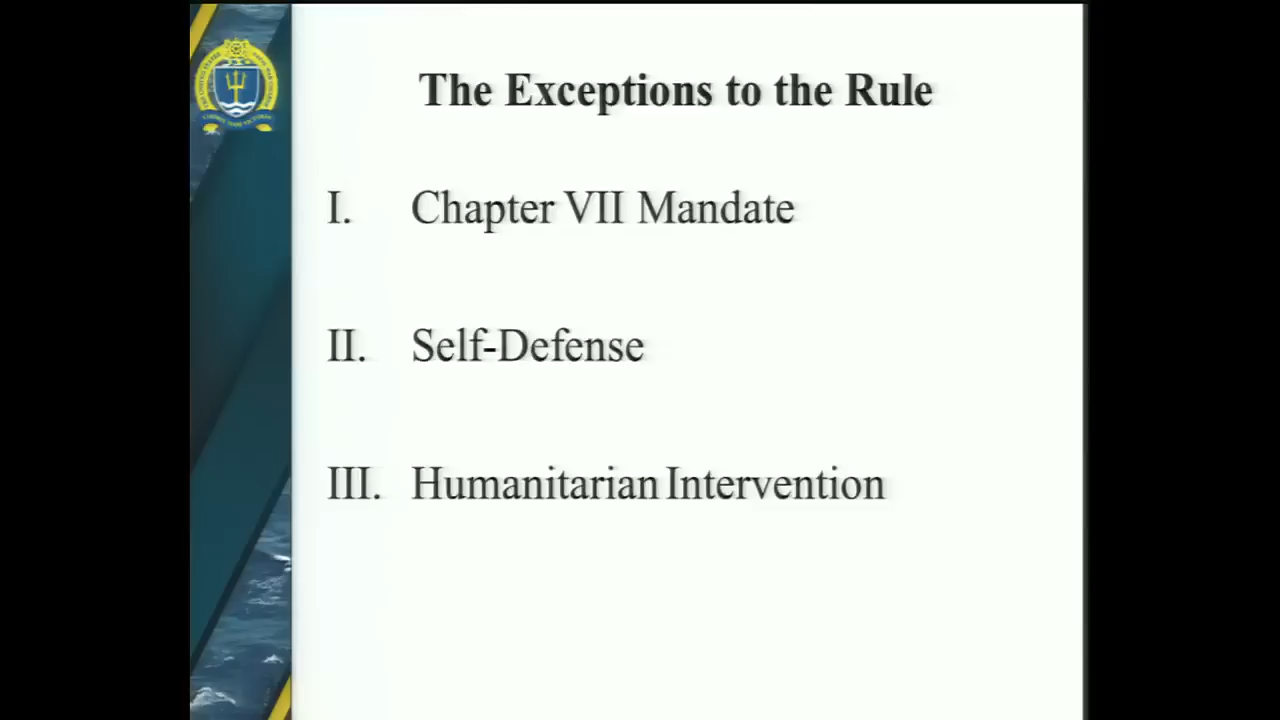 The Exceptions to the Rule
I. Chapter VII Mandate
II. Self-Defense
III. Humanitarian Intervention